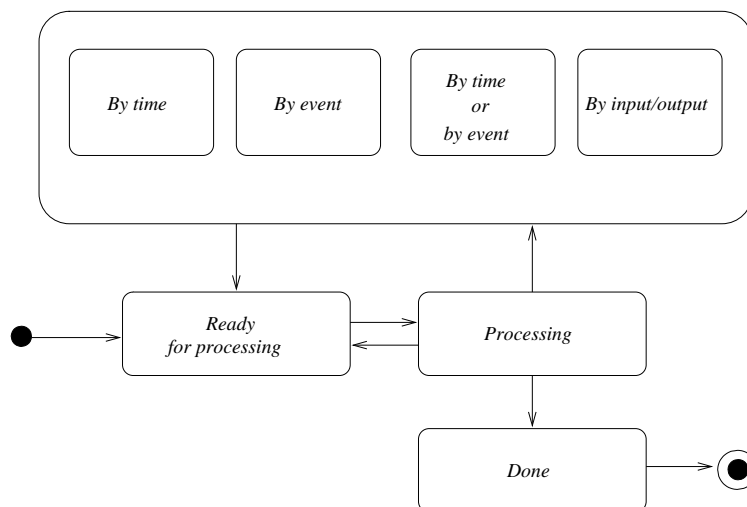 By time
By event
By time
or
by event
By input/output
Ready
for processing
Processing
Done